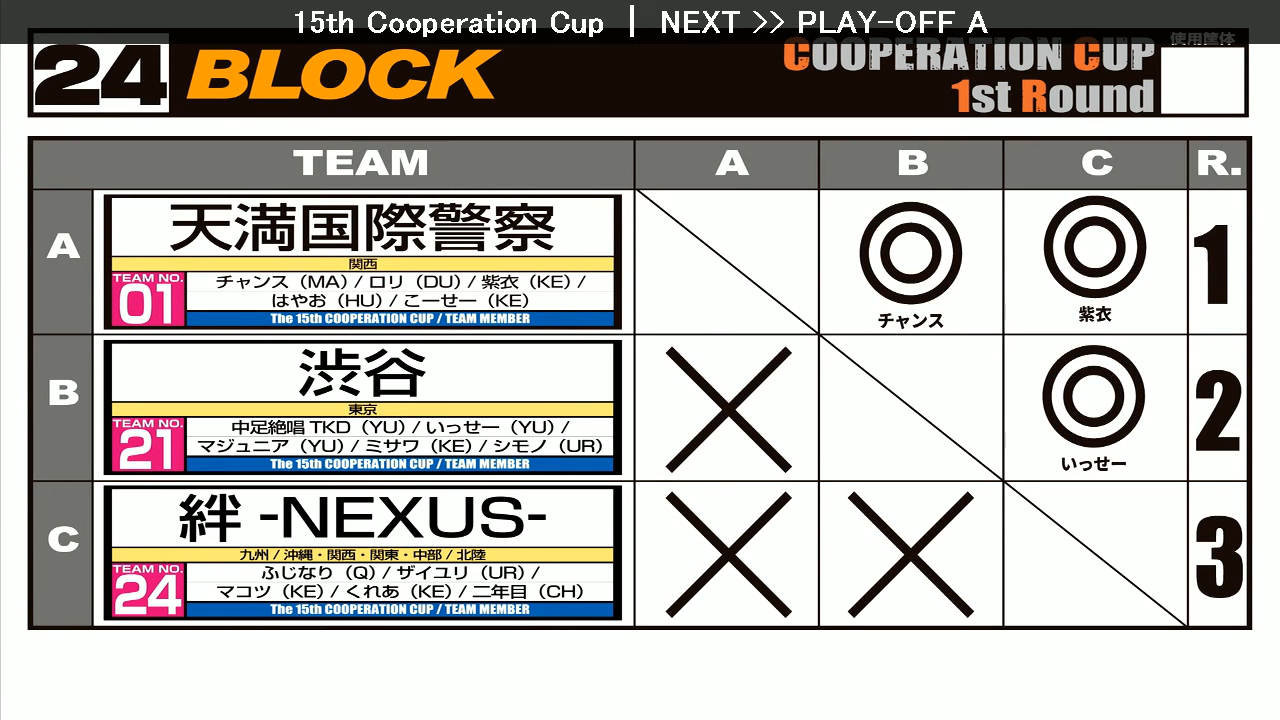 15th Cooperation Cup | NEXT >> PLAY-OFF A
24 BLOCK
COOPERATION CUP
1st Round
使用筐体
TEAM A B C R.
A
天満国際警察
関西
TEAM NO.
01
チャンス（MA）/ ロリ（DU）/ 紫衣（KE）/
はやお（HU）/ こーせー（KE）
The 15th COOPERATION CUP / TEAM MEMBER
チャンス
紫衣
1
B
渋谷
東京
TEAM NO.
21
中足絶唱 TKD（YU）/ いっせー（YU）/
マジュニア（YU）/ ミサワ（KE）/ シモノ（UR）
The 15th COOPERATION CUP / TEAM MEMBER
いっせー
2
C
絆 -NEXUS-
九州 / 沖縄・関西・関東・中部 / 北陸
TEAM NO.
24
ふじなり（Q）/ ザイユリ（UR）/
マコツ（KE）/ くれあ（KE）/ 二年目（CH）
The 15th COOPERATION CUP / TEAM MEMBER
3